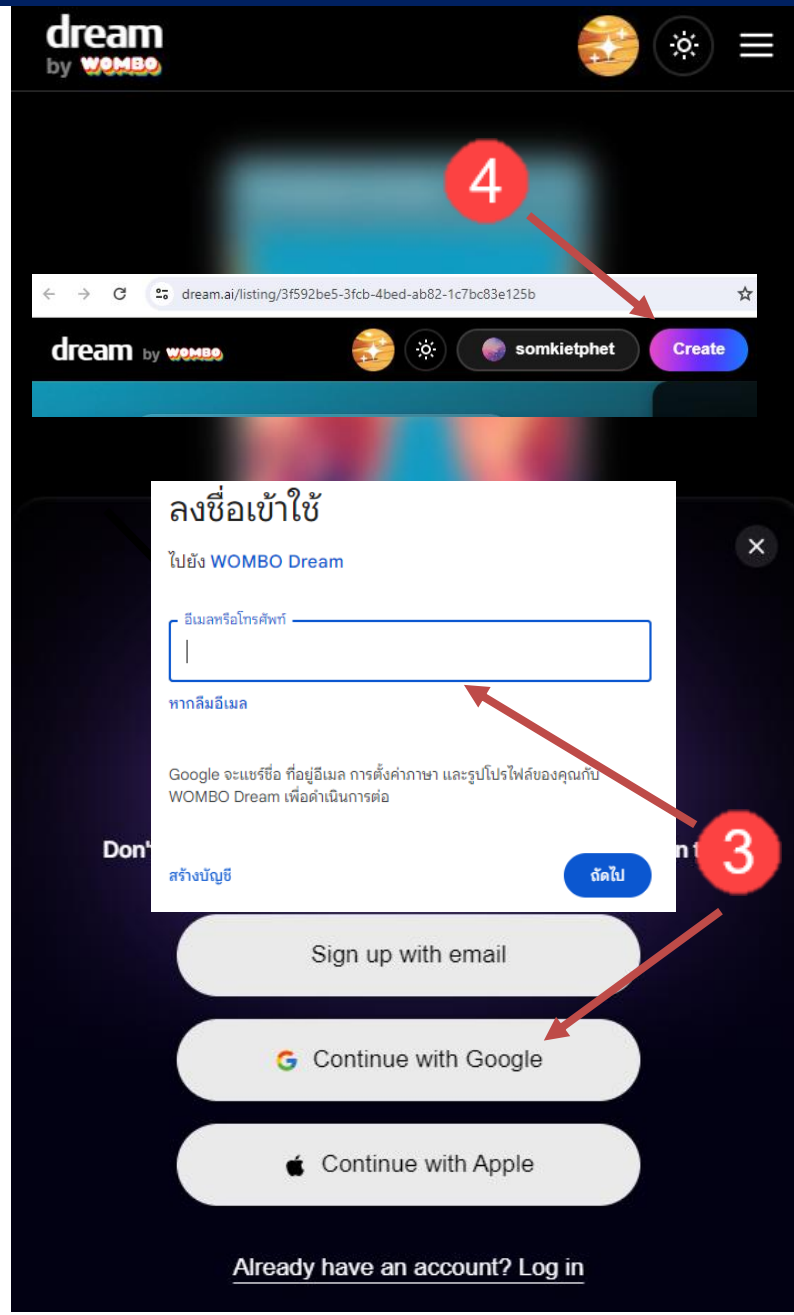 dream
by WOMBO
4
dream.ai/listing/3f592be5-3fcb-4bed-ab82-1c7bc83e125b
dream by WOMBO
somkietphet
Create
ลงชื่อเข้าใช้
ไปยัง WOMBO Dream
อีเมลหรือโทรศัพท์
หากลืมอีเมล
Google จะแชร์ชื่อ ที่อยู่อีเมล การตั้งค่าภาษา และรูปโปรไฟล์ของคุณกับ
WOMBO Dream เพื่อดำเนินการต่อ
Don'
3
สร้างบัญชี
ถัดไป
Sign up with email
Continue with Google
Continue with Apple
Already have an account? Log in